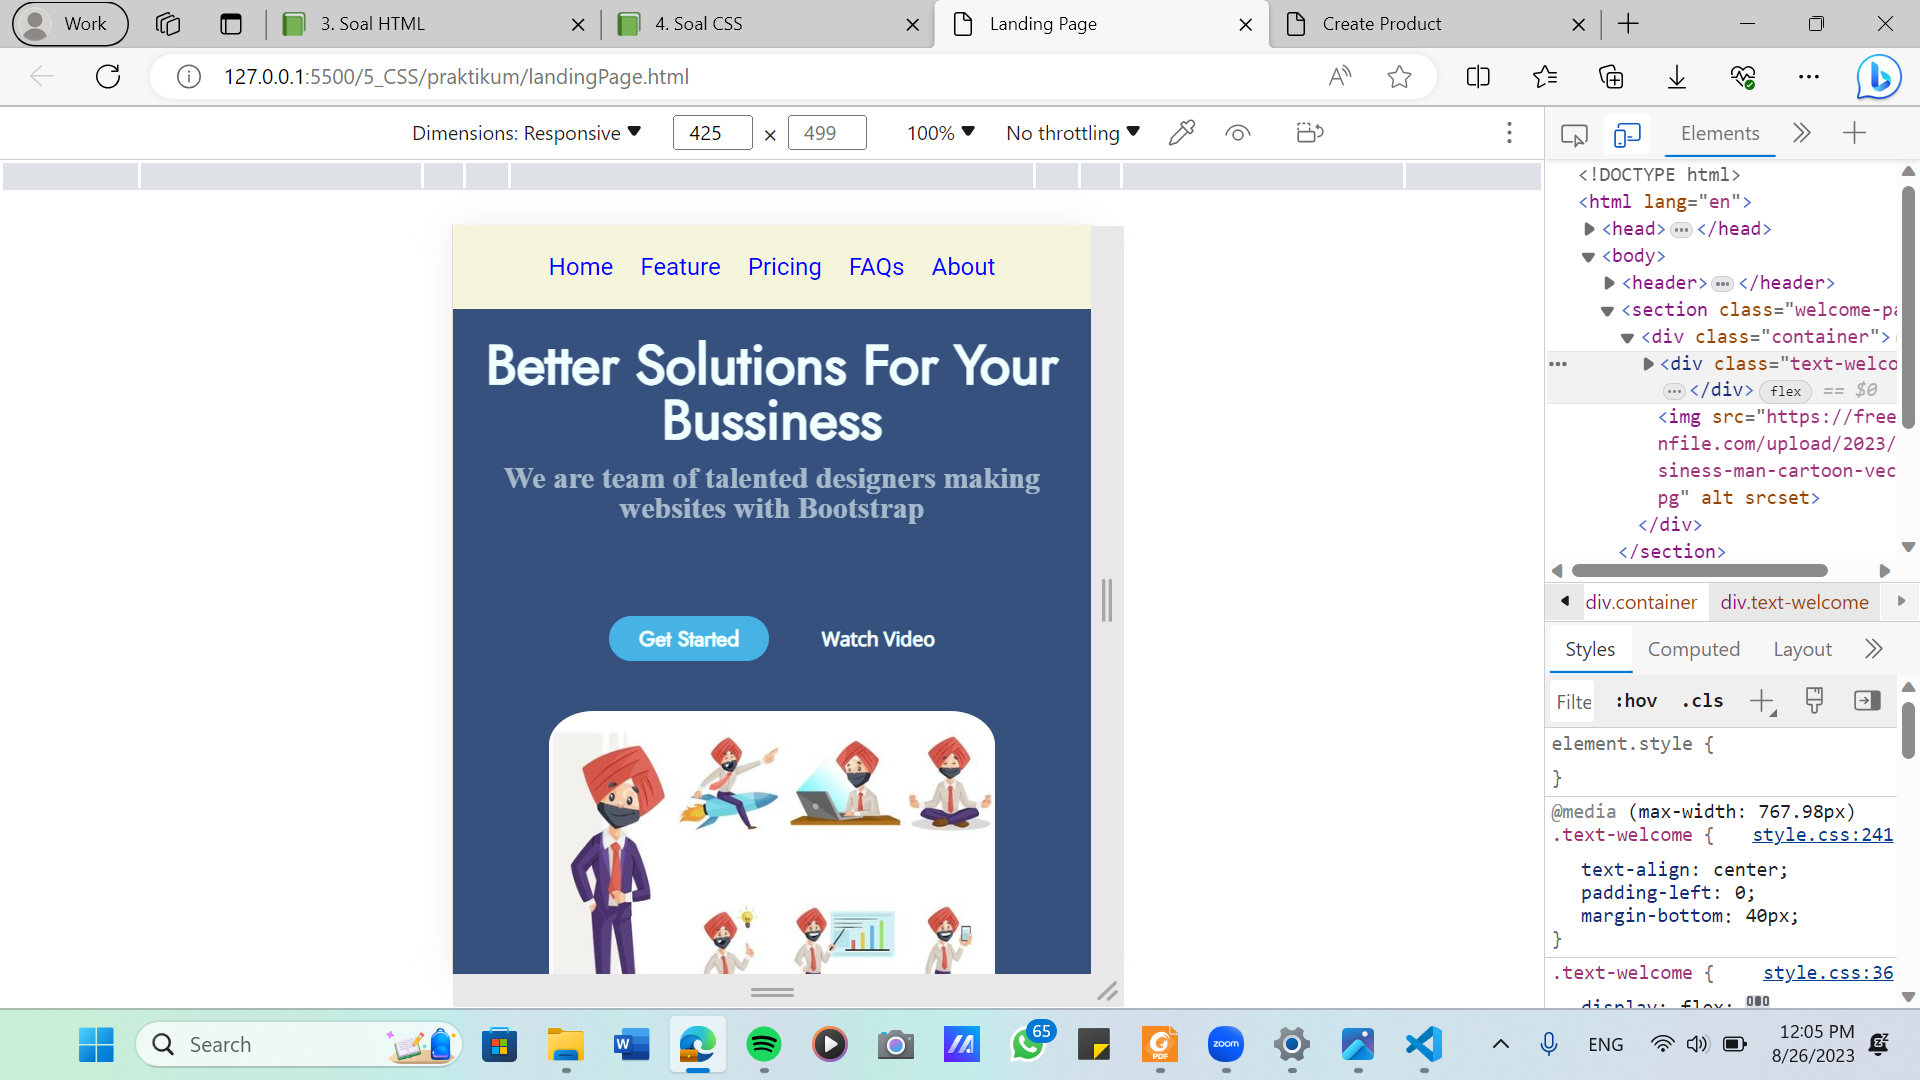 Work
3. Soal HTML
4. Soal CSS
Landing Page
Create Product
127.0.0.1:5500/5_CSS/praktikum/landingPage.html
Dimensions: Responsive
425
×
499
100%
No throttling
Elements
<!DOCTYPE html>
<html lang="en">
<head> </head>
<body>
<header> </header>
<section class="welcome-pa
<div class="container">
<div class="text-welco
</div> flex == $0
<img src="https://free
nfile.com/upload/2023/
siness-man-cartoon-vec
pg" alt srcset>
</div>
</section>
div.container
div.text-welcome
Styles
Computed
Layout
Filte
:hov
.cls
element.style {
}
@media (max-width: 767.98px)
.text-welcome { style.css:241
text-align: center;
padding-left: 0;
margin-bottom: 40px;
}
.text-welcome { style.css:36
display: flex;
Home
Feature
Pricing
FAQs
About
Better Solutions For Your
Bussiness
We are team of talented designers making
websites with Bootstrap
Get Started
Watch Video
Search
W
65
PDF
zoom
ENG
12:05 PM
8/26/2023